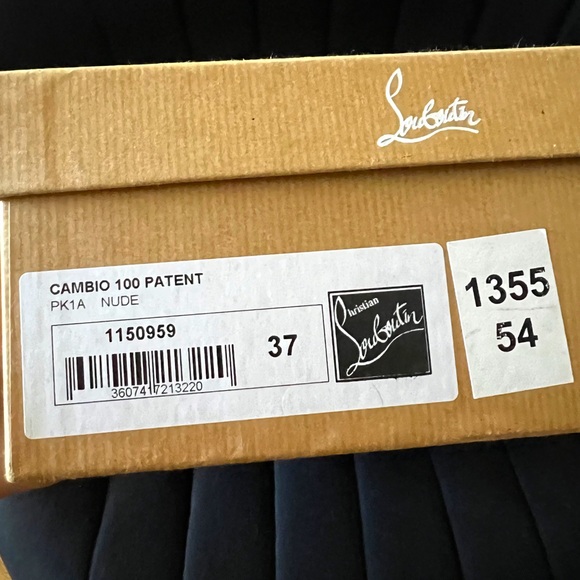 Louboutin
CAMBIO 100 PATENT
PK1A NUDE
1150959
37
3607417213220
Christian
Louboutin
1355
54